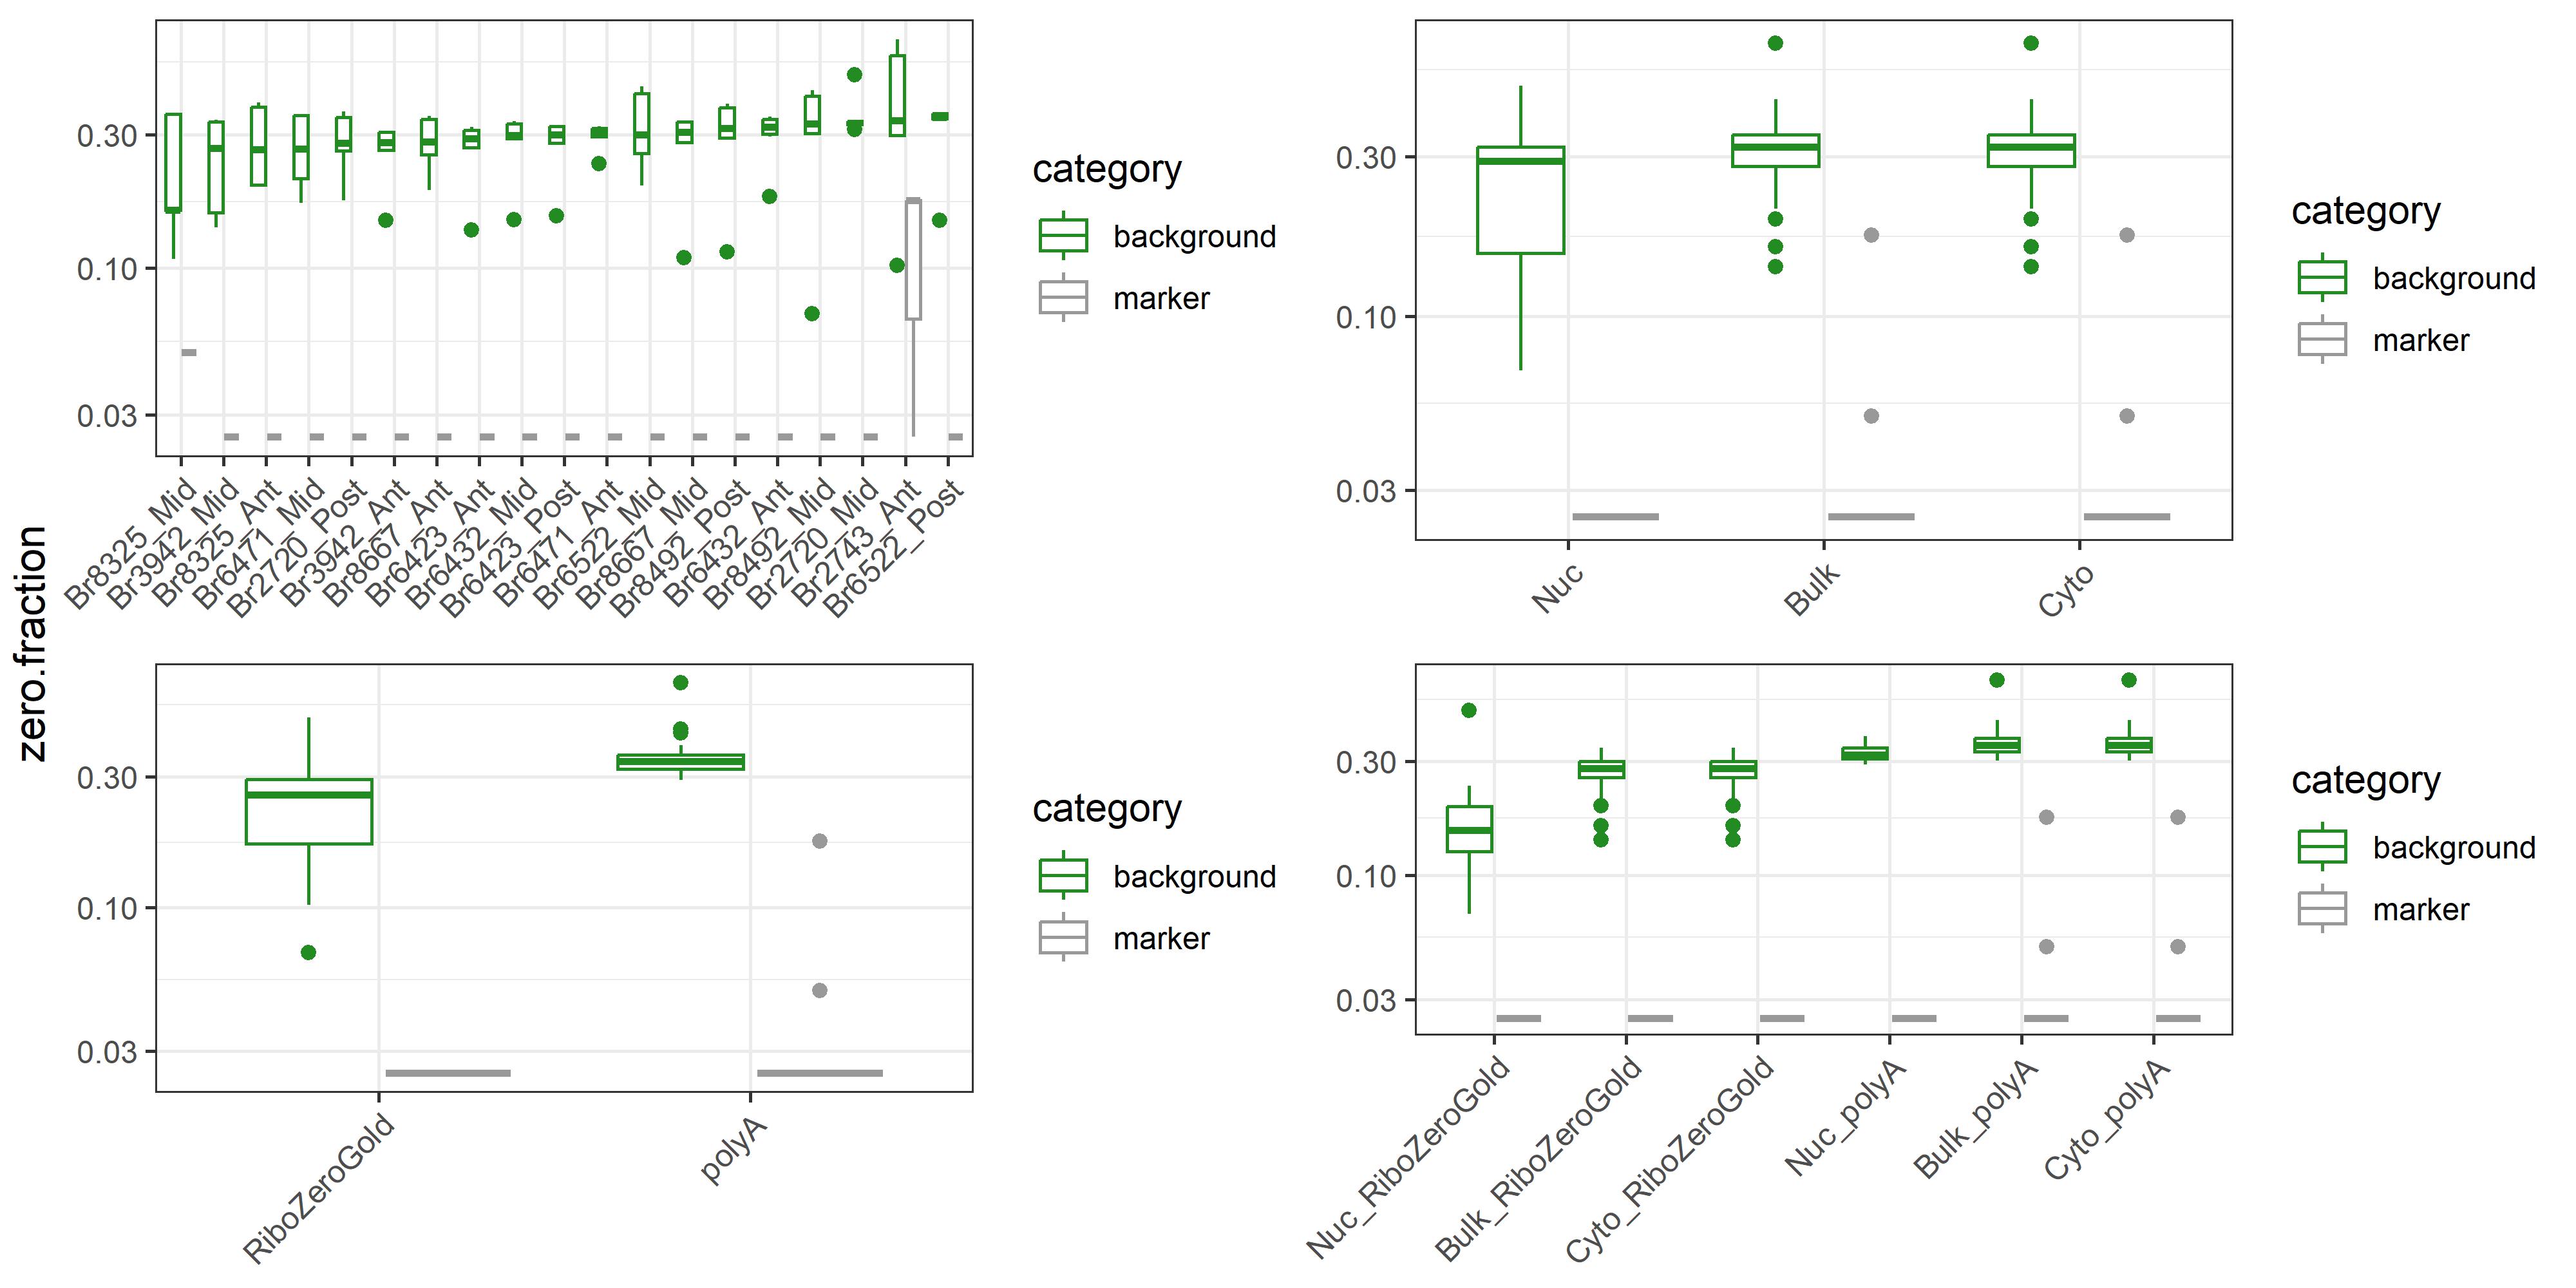 zero.fraction
0.30
0.10
0.03
Br8325_Mid
Br3942_Mid
Br8325_Ant
Br6471_Mid
Br2720_Post
Br3942_Ant
Br8667_Ant
Br6423_Ant
Br6432_Mid
Br6423_Post
Br6471_Ant
Br6522_Mid
Br8667_Mid
Br8492_Post
Br6432_Ant
Br8492_Mid
Br2720_Mid
Br2743_Ant
Br6522_Post
category
background
marker
0.30
0.10
0.03
Nuc
Bulk
Cyto
category
background
marker
0.30
0.10
0.03
RiboZeroGold
polyA
category
background
marker
0.30
0.10
0.03
Nuc_RiboZeroGold
Bulk_RiboZeroGold
Cyto_RiboZeroGold
Nuc_polyA
Bulk_polyA
Cyto_polyA
category
background
marker